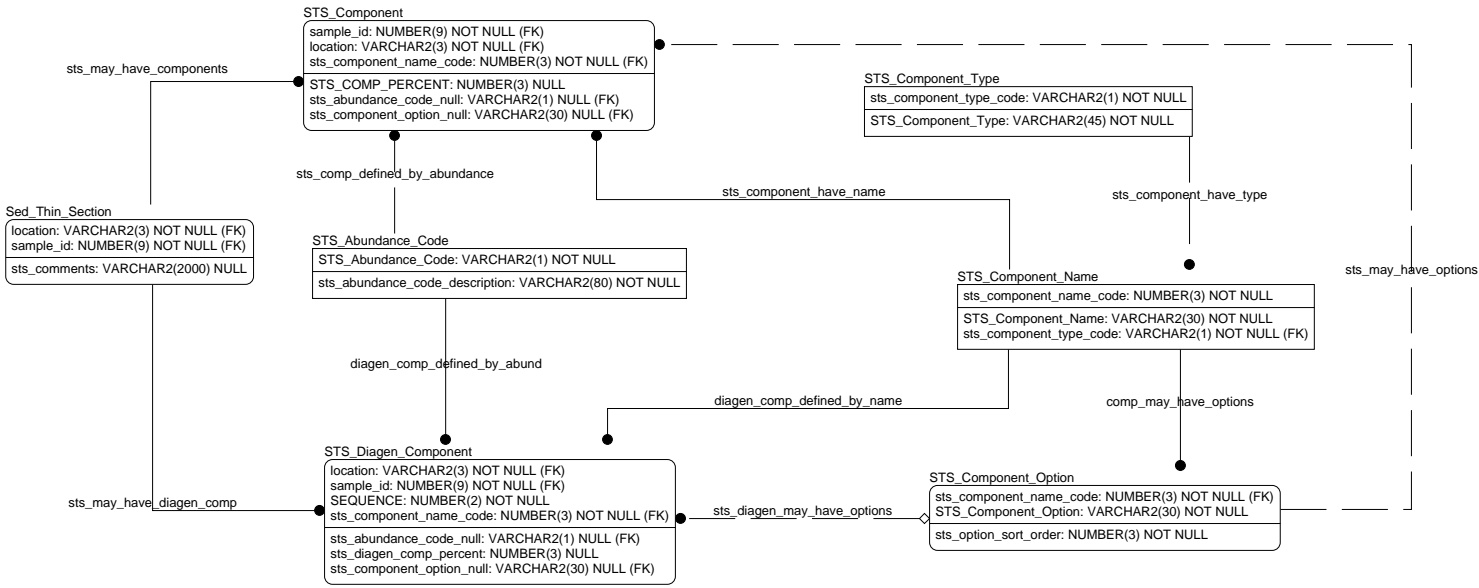 STS_Component
sample_id: NUMBER(9) NOT NULL (FK)
location: VARCHAR2(3) NOT NULL (FK)
sts_component_name_code: NUMBER(3) NOT NULL (FK)
STS_COMP_PERCENT: NUMBER(3) NULL
sts_abundance_code_null: VARCHAR2(1) NULL (FK)
sts_component_option_null: VARCHAR2(30) NULL (FK)
sts_may_have_components
STS_Component_Type
sts_component_type_code: VARCHAR2(1) NOT NULL
STS_Component_Type: VARCHAR2(45) NOT NULL
sts_comp_defined_by_abundance
sts_component_have_name
sts_component_have_type
Sed_Thin_Section
location: VARCHAR2(3) NOT NULL (FK)
sample_id: NUMBER(9) NOT NULL (FK)
sts_comments: VARCHAR2(2000) NULL
STS_Abundance_Code
STS_Abundance_Code: VARCHAR2(1) NOT NULL
sts_abundance_code_description: VARCHAR2(80) NOT NULL
STS_Component_Name
sts_component_name_code: NUMBER(3) NOT NULL
STS_Component_Name: VARCHAR2(30) NOT NULL
sts_component_type_code: VARCHAR2(1) NOT NULL (FK)
sts_may_have_options
diagen_comp_defined_by_abund
diagen_comp_defined_by_name
comp_may_have_options
STS_Diagen_Component
location: VARCHAR2(3) NOT NULL (FK)
sample_id: NUMBER(9) NOT NULL (FK)
SEQUENCE: NUMBER(2) NOT NULL
sts_component_name_code: NUMBER(3) NOT NULL (FK)
sts_abundance_code_null: VARCHAR2(1) NULL (FK)
sts_diagen_comp_percent: NUMBER(3) NULL
sts_component_option_null: VARCHAR2(30) NULL (FK)
sts_may_have_diagen_comp
sts_diagen_may_have_options
STS_Component_Option
sts_component_name_code: NUMBER(3) NOT NULL (FK)
STS_Component_Option: VARCHAR2(30) NOT NULL
sts_option_sort_order: NUMBER(3) NOT NULL